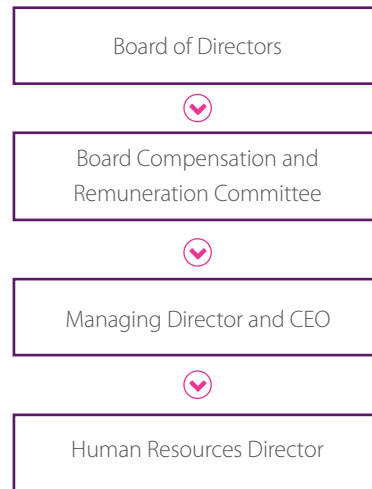 Board of Directors
Board Compensation and
Remuneration Committee
Managing Director and CEO
Human Resources Director